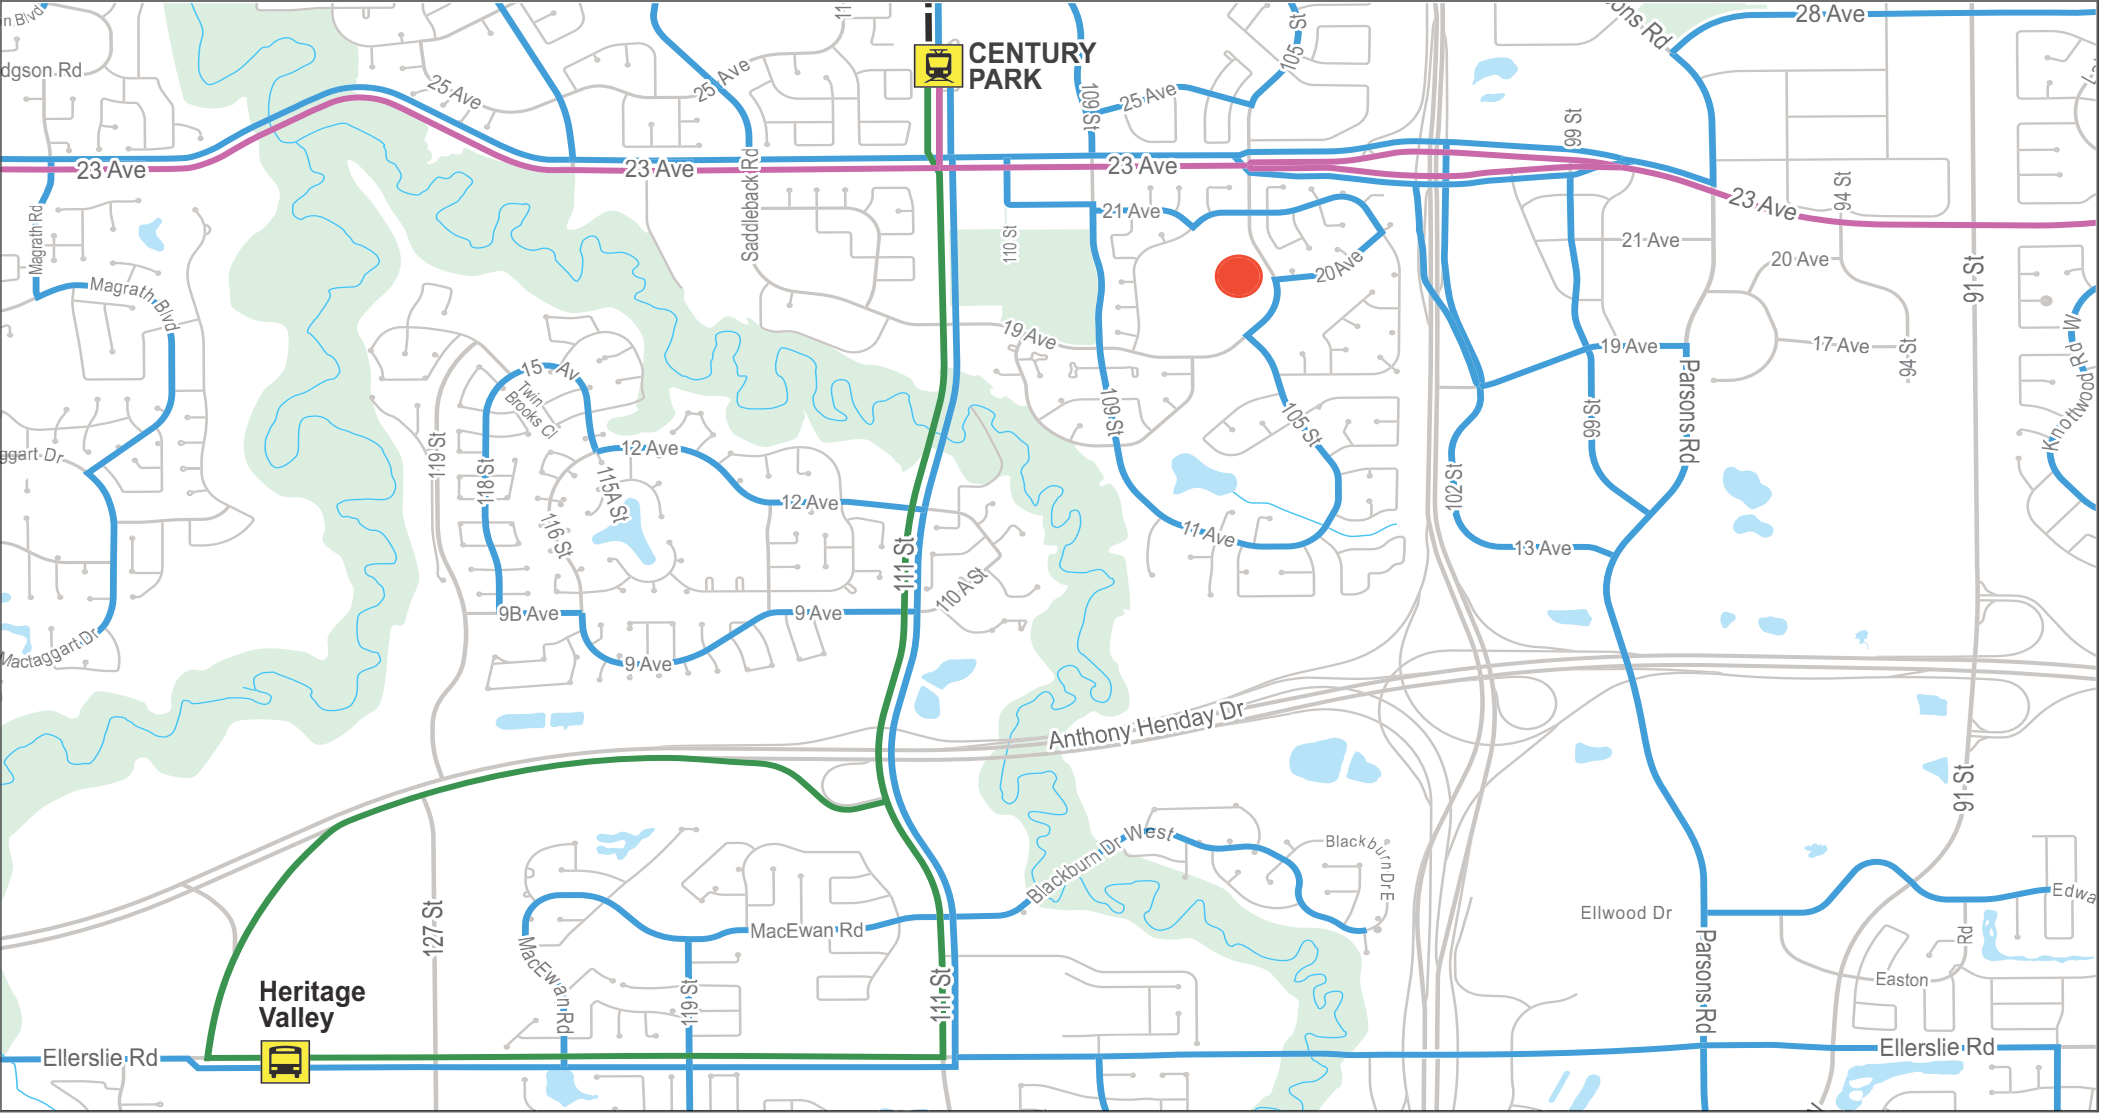 28 Ave
105 St
CENTURY
PARK
dgson Rd
25 Ave
25 Ave
109 St
25 Ave
99 St
23 Ave
23 Ave
23 Ave
23 Ave
Saddleback Rd
94 St
Magrath Rd
21 Ave
110 St
21 Ave
20 Ave
20 Ave
91 St
Magrath Blvd
19 Ave
19 Ave
17 Ave
94 St
Knottwood Rd W
15 Av
Twin
Brooks Cl
Parsons Rd
109 St
105 St
99 St
ggart Dr
119 St
118 St
12 Ave
115A St
12 Ave
102 St
116 St
11 Ave
13 Ave
111 St
110 A St
9B Ave
9 Ave
9 Ave
Mactaggart Dr
Anthony Henday Dr
91 St
Blackburn Dr West
Blackburn Dr E
127 St
MacEwan Rd
MacEwan Rd
Ellwood Dr
Edwa
Rd
Parsons Rd
Easton
119 St
111 St
Heritage
Valley
Ellerslie Rd
Ellerslie Rd